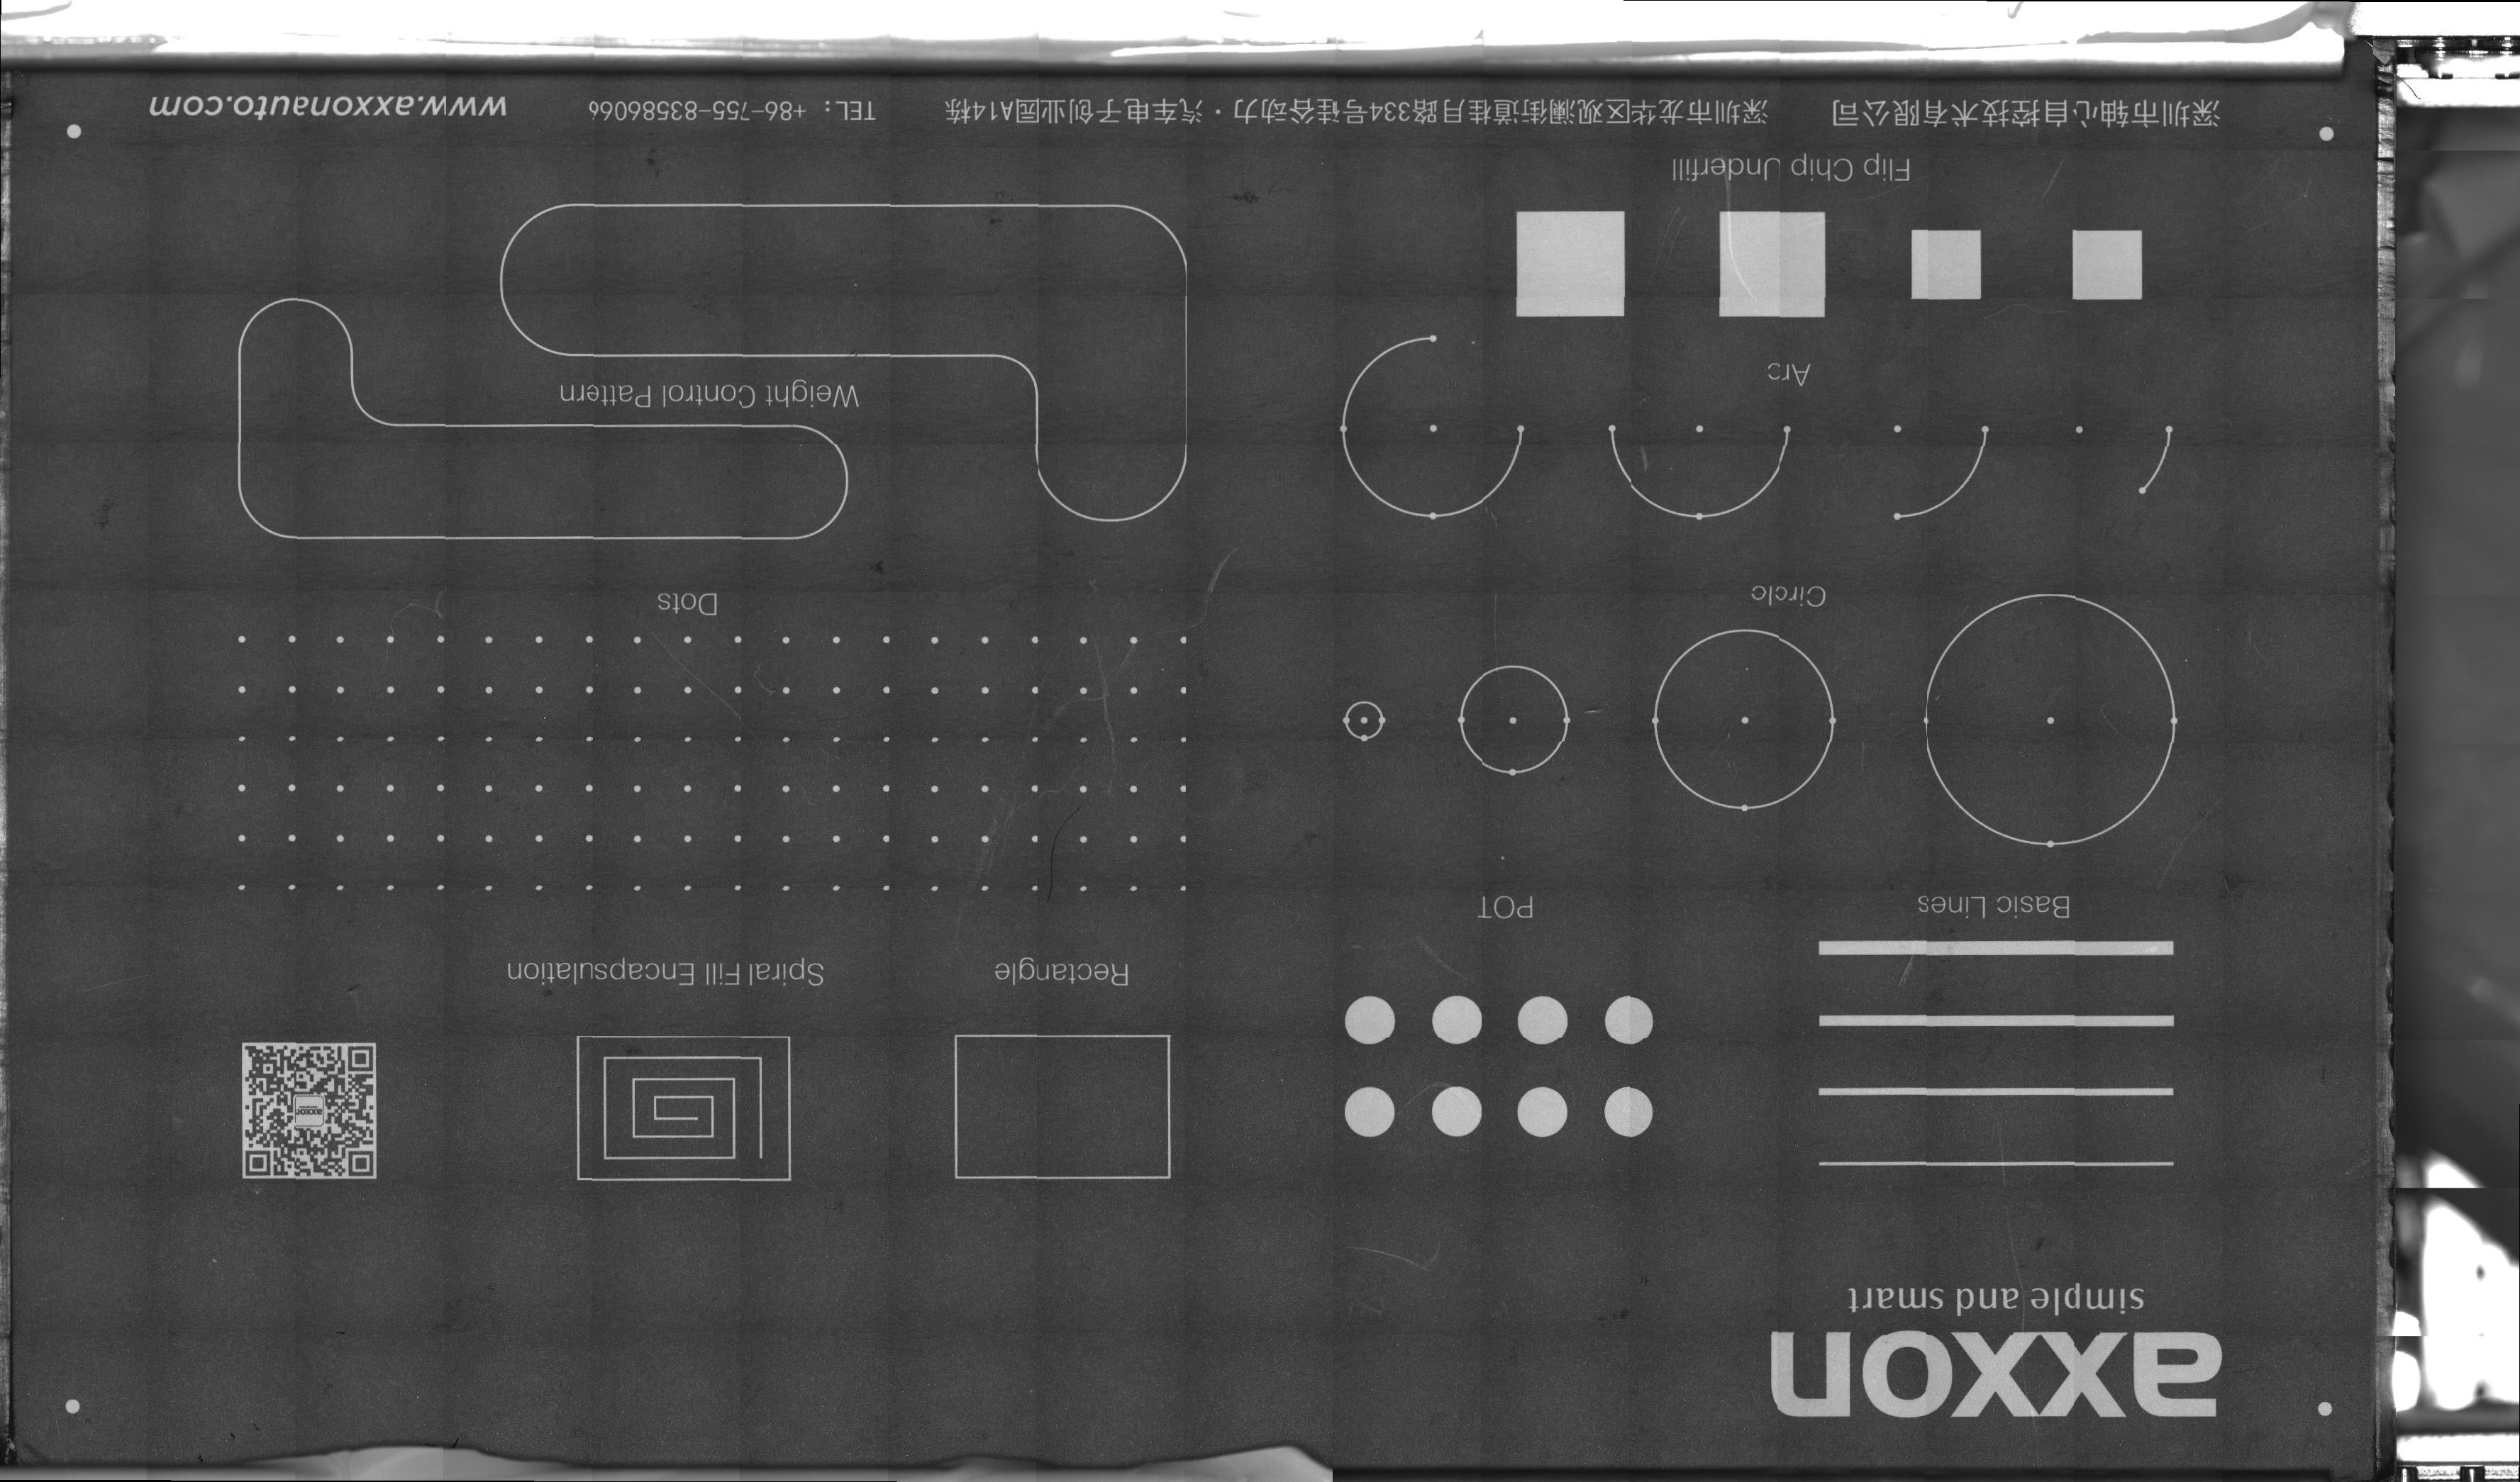 axxon
simple and smart
Rectangle
Spiral Fill Encapsulation
axxon
Basic Lines
POT
Dots
Circle
Weight Control Pattern
Arc
Flip Chip Underfill
深圳市轴心自控技术有限公司 深圳市龙华区观澜街道桂月路334号硅谷动力·汽车电子创业园A14栋 TEL: +86-755-83586066 www.axxonauto.com